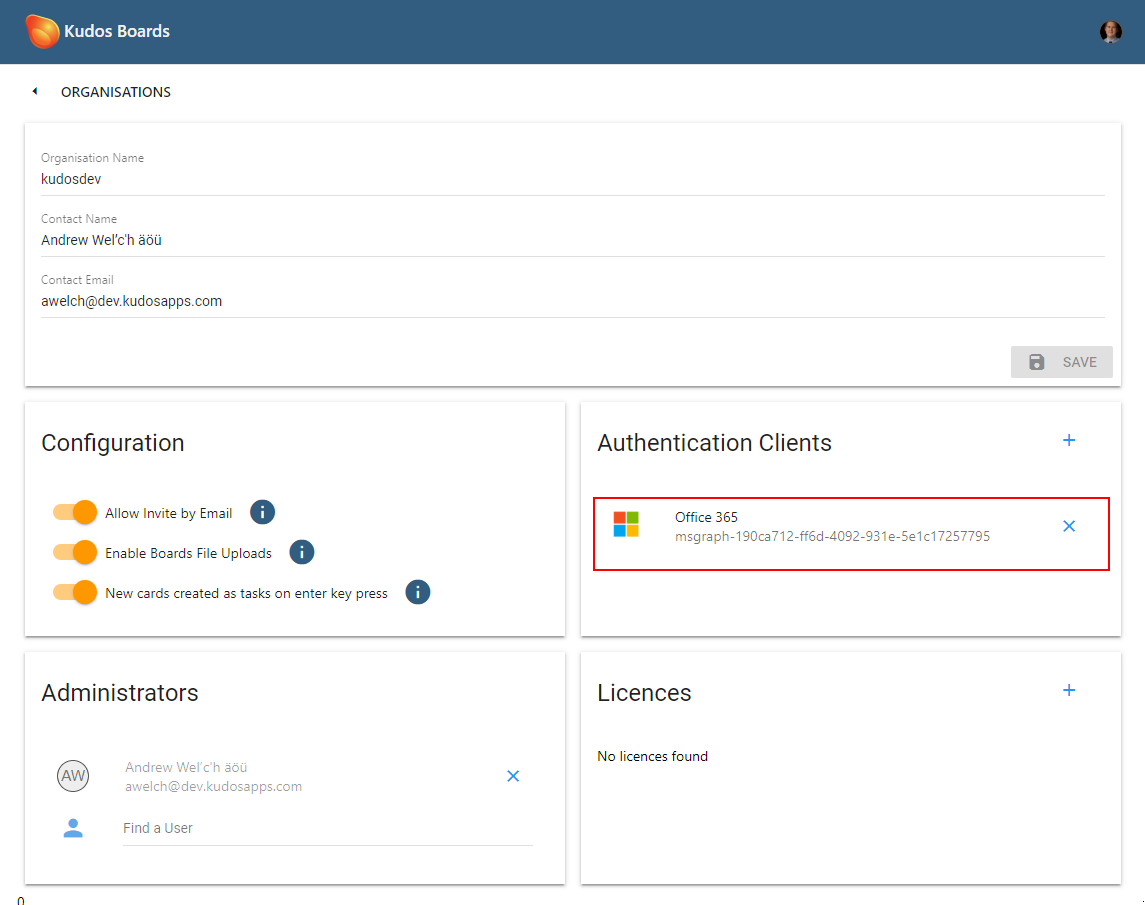 Kudos Boards
ORGANISATIONS
Organisation Name
kudosdev
Contact Name
Andrew Wel'c'h äöü
Contact Email
awelch@dev.kudosapps.com
SAVE
Configuration
Allow Invite by Email
i
Enable Boards File Uploads
i
New cards created as tasks on enter key press
i
Authentication Clients
+
Office 365
msgraph-190ca712-ff6d-4092-931e-5e1c17257795
Administrators
AW
Andrew Wel'c'h äöü
awelch@dev.kudosapps.com
Find a User
Licences
+
No licences found
0